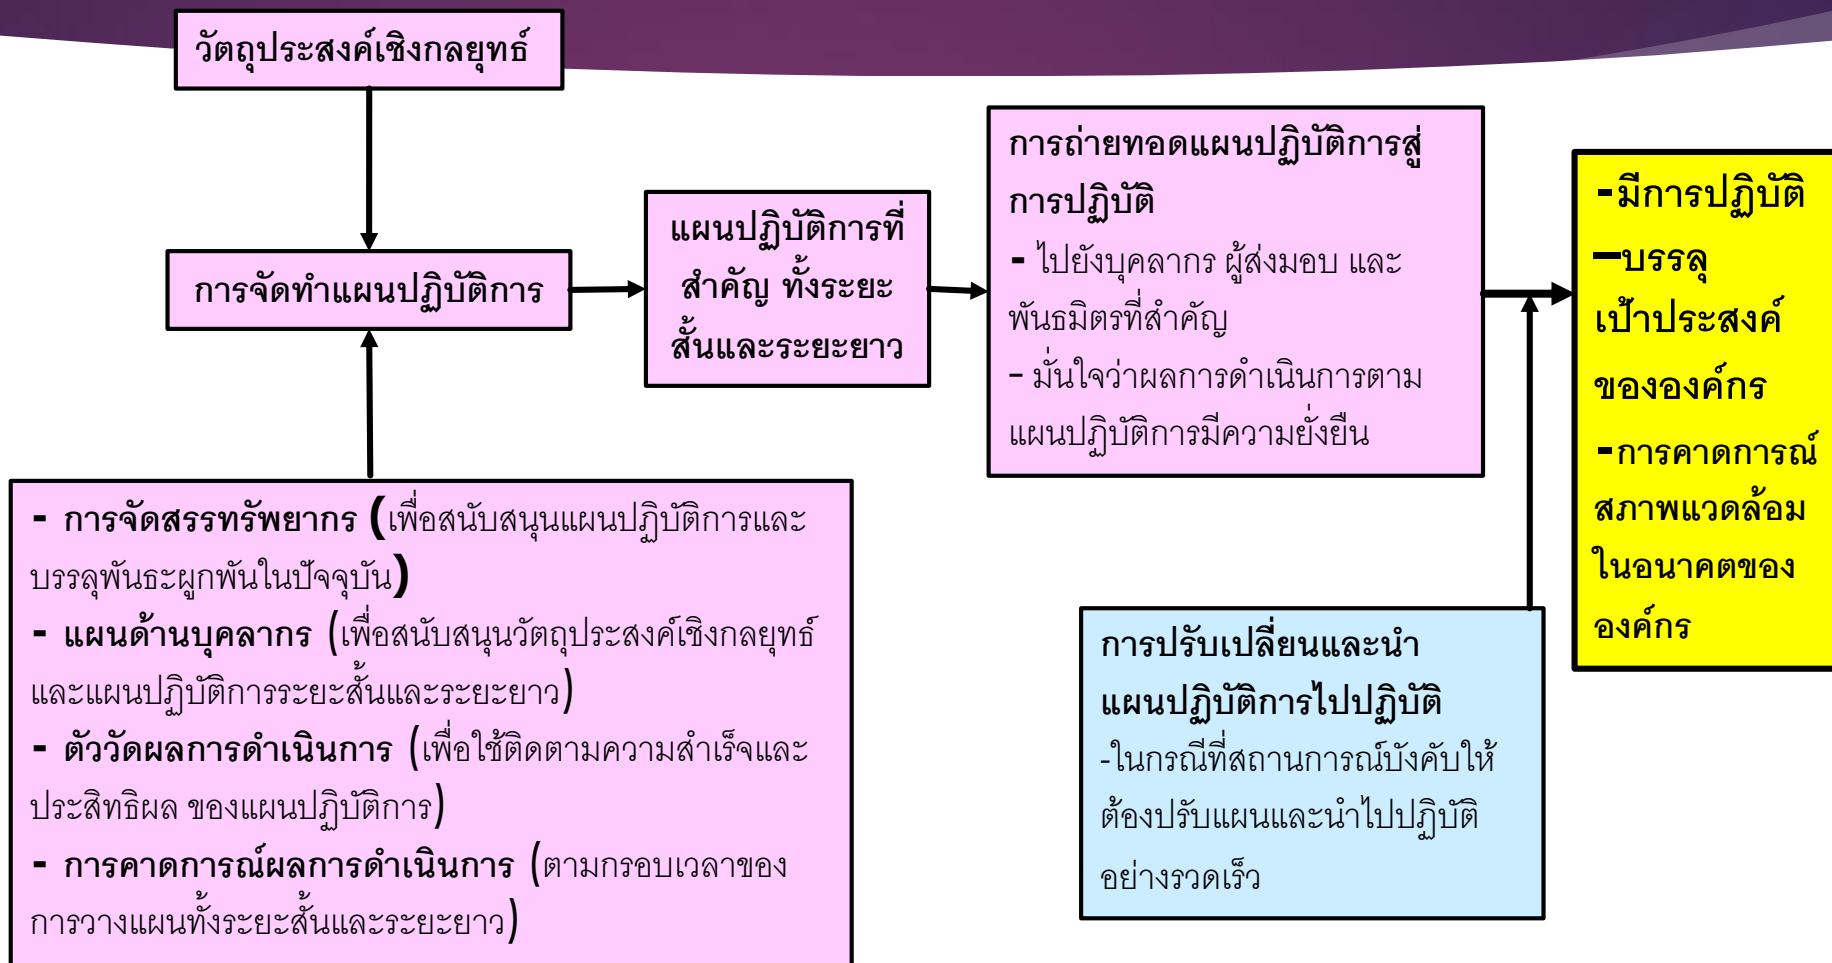 วัตถุประสงค์เชิงกลยุทธ์
การจัดทำแผนปฏิบัติการ
แผนปฏิบัติการที่
สำคัญ ทั้งระยะ
สั้นและระยะยาว
การถ่ายทอดแผนปฏิบัติการสู่
การปฏิบัติ
- ไปยังบุคลากร ผู้ส่งมอบ และ
พันธมิตรที่สำคัญ
- มั่นใจว่าผลการดำเนินการตาม
แผนปฏิบัติการมีความยั่งยืน
-มีการปฏิบัติ
–บรรลุ
เป้าประสงค์
ขององค์กร
-การคาดการณ์
สภาพแวดล้อม
ในอนาคตของ
องค์กร
- การจัดสรรทรัพยากร (เพื่อสนับสนุนแผนปฏิบัติการและ
บรรลุพันธะผูกพันในปัจจุบัน)
- แผนด้านบุคลากร (เพื่อสนับสนุนวัตถุประสงค์เชิงกลยุทธ์
และแผนปฏิบัติการระยะสั้นและระยะยาว)
- ตัววัดผลการดำเนินการ (เพื่อใช้ติดตามความสำเร็จและ
ประสิทธิผล ของแผนปฏิบัติการ)
- การคาดการณ์ผลการดำเนินการ (ตามกรอบเวลาของ
การวางแผนทั้งระยะสั้นและระยะยาว)
การปรับเปลี่ยนและนำ
แผนปฏิบัติการไปปฏิบัติ
-ในกรณีที่สถานการณ์บังคับให้
ต้องปรับแผนและนำไปปฏิบัติ
อย่างรวดเร็ว